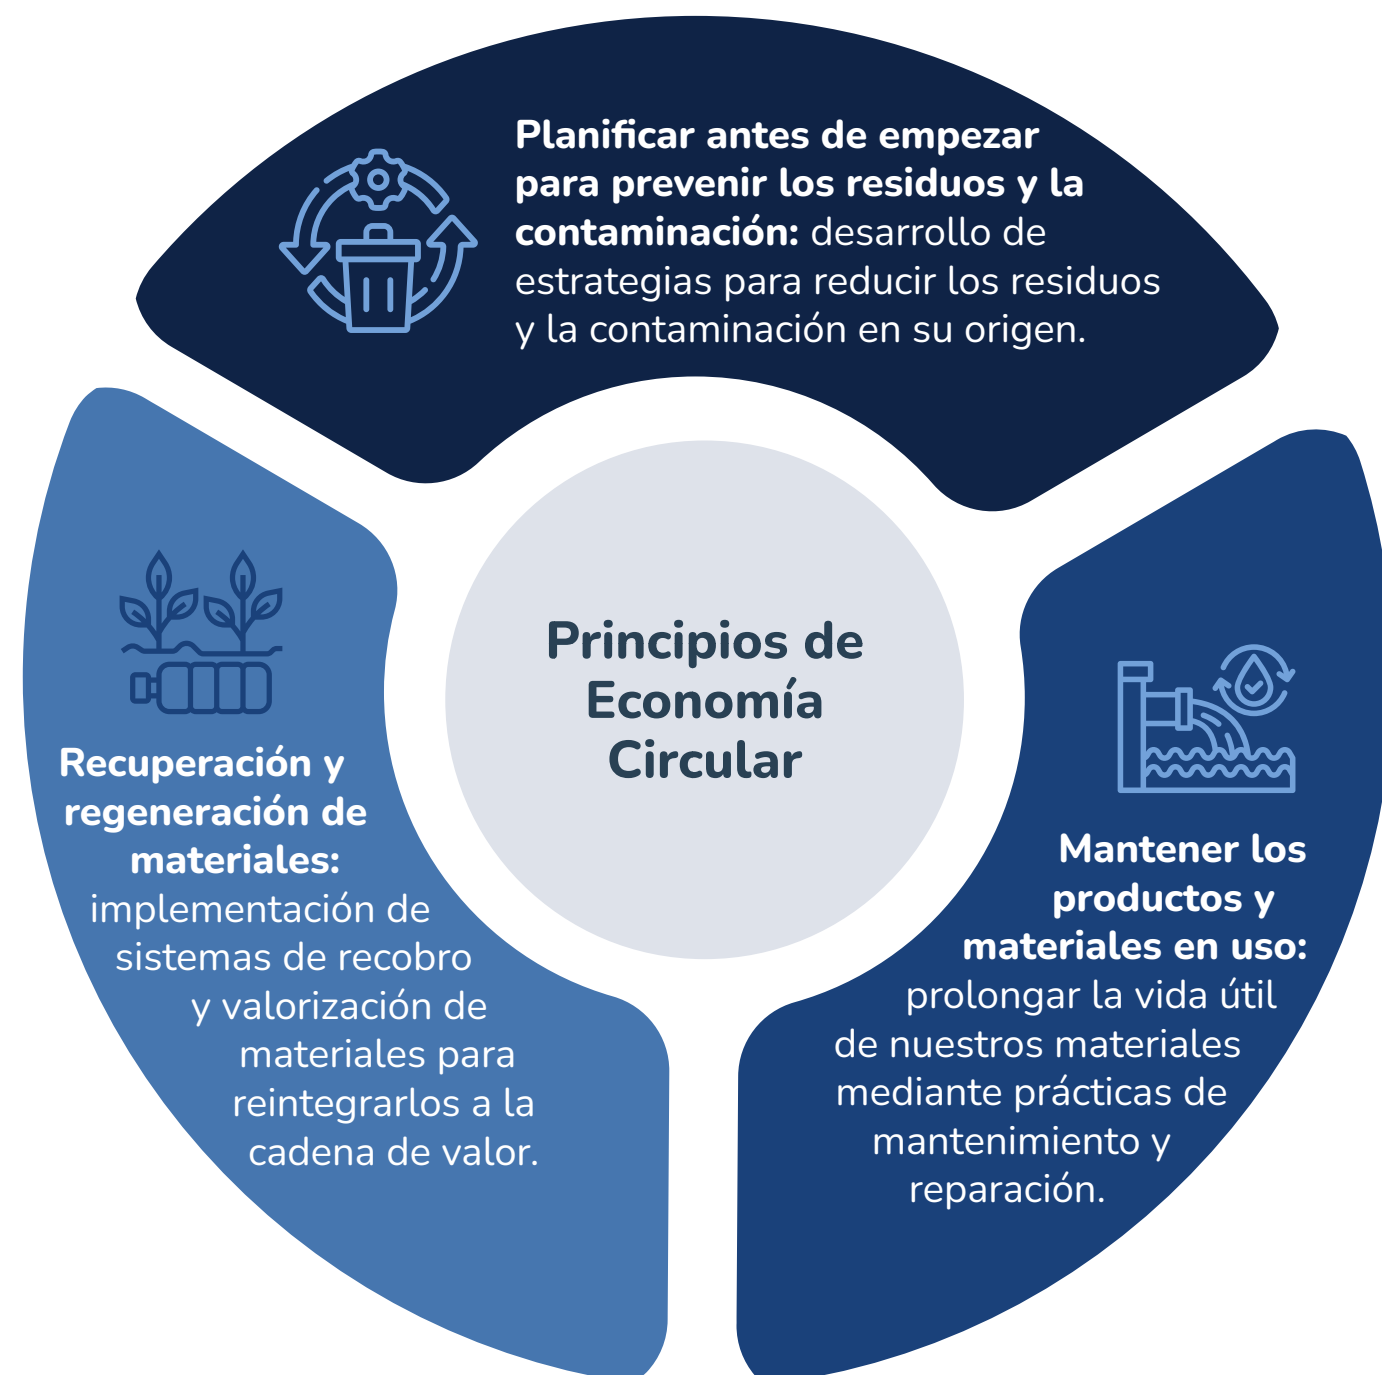 Planificar antes de empezar
para prevenir los residuos y la
contaminación: desarrollo de
estrategias para reducir los residuos
y la contaminación en su origen.
Principios de
Economía
Circular
Recuperación y
regeneración de
materiales:
implementación de
sistemas de recobro
y valorización de
materiales para
reintegrarlos a la
cadena de valor.
Mantener los
productos y
materiales en uso:
prolongar la vida útil
de nuestros materiales
mediante prácticas de
mantenimiento y
reparación.